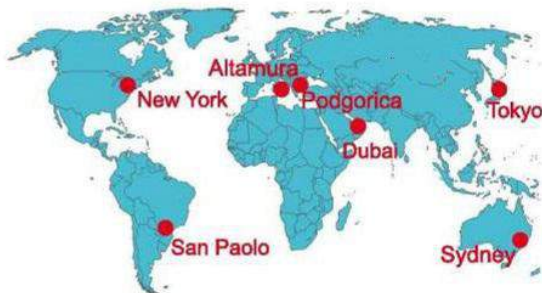 Altamura
New York
Podgorica
Tokyo
Dubai
San Paolo
Sydney